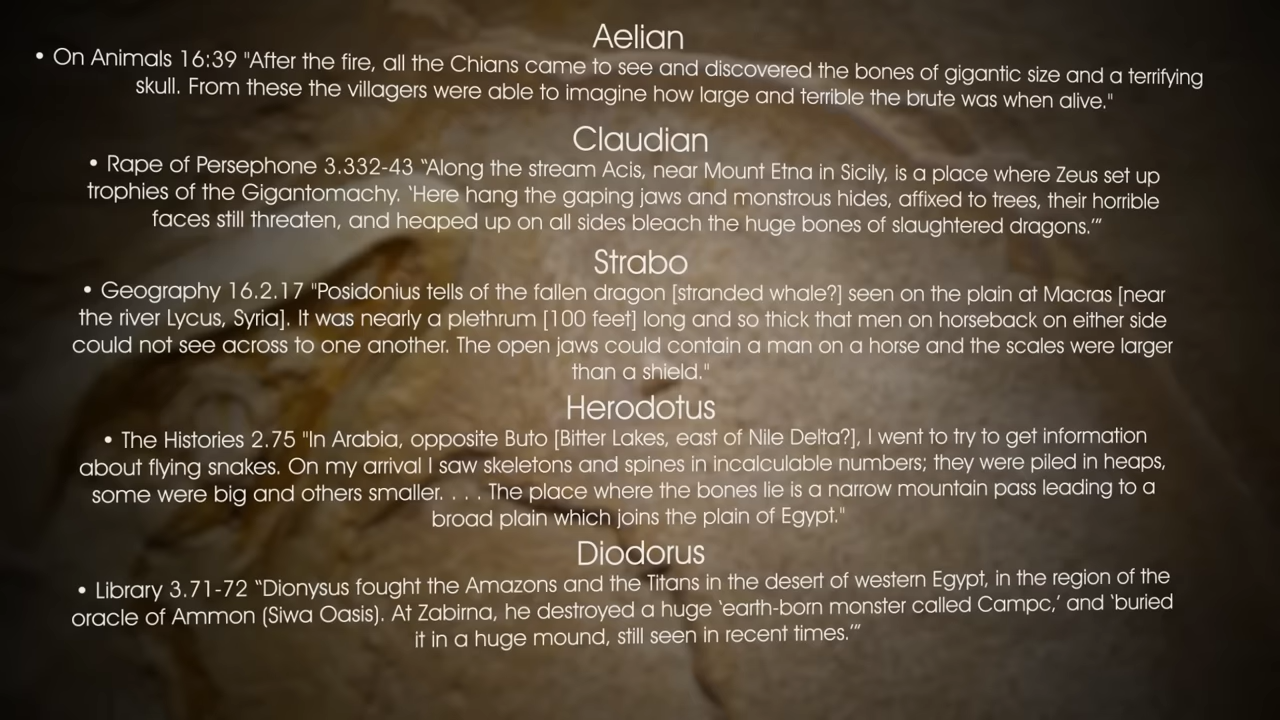 Aelian
• On Animals 16:39 "After the fire, all the Chians came to see and discovered the bones of gigantic size and a terrifying
skull. From these the villagers were able to imagine how large and terrible the brute was when alive."
Claudian
• Rape of Persephone 3.332-43 “Along the stream Acis, near Mount Etna in Sicily, is a place where Zeus set up
trophies of the Gigantomachy. ‘Here hang the gaping jaws and monstrous hides, affixed to trees, their horrible
faces still threaten, and heaped up on all sides bleach the huge bones of slaughtered dragons.’”
Strabo
• Geography 16.2.17 "Posidonius tells of the fallen dragon [stranded whale?] seen on the plain at Macras [near
the river Lycus, Syria]. It was nearly a plethrum [100 feet] long and so thick that men on horseback on either side
could not see across to one another. The open jaws could contain a man on a horse and the scales were larger
than a shield."
Herodotus
• The Histories 2.75 "In Arabia, opposite Buto [Bitter Lakes, east of Nile Delta?], I went to try to get information
about flying snakes. On my arrival I saw skeletons and spines in incalculable numbers; they were piled in heaps,
some were big and others smaller. . . . The place where the bones lie is a narrow mountain pass leading to a
broad plain which joins the plain of Egypt."
Diodorus
• Library 3.71-72 “Dionysus fought the Amazons and the Titans in the desert of western Egypt, in the region of the
oracle of Ammon (Siwa Oasis). At Zabirna, he destroyed a huge ‘earth-born monster called Campc,’ and ‘buried
it in a huge mound, still seen in recent times.’”